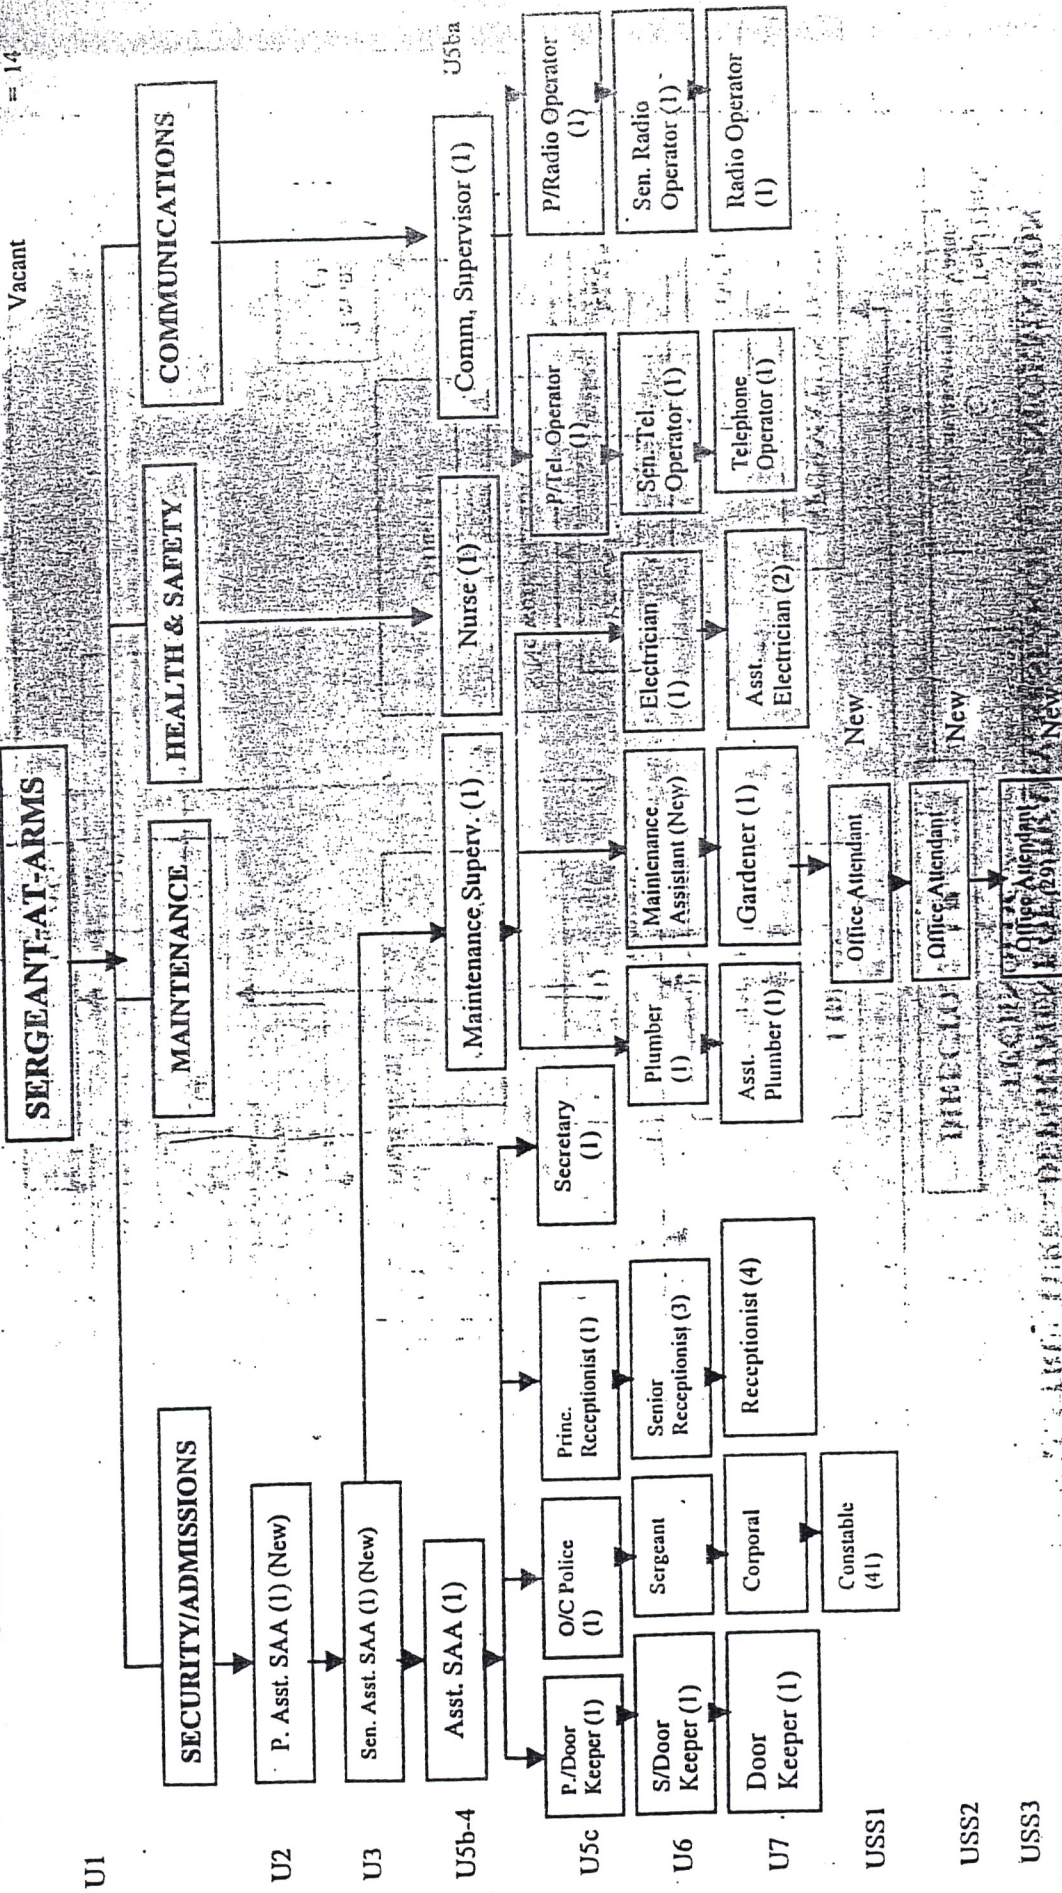 Vacant = 14
SERGEANT-AT-ARMS
U1
SECURITY/ADMISSIONS
MAINTENANCE
HEALTH & SAFETY
COMMUNICATIONS
U2
P. Asst. SAA (1) (New)
U3
Sen. Asst. SAA (1) (New)
U5b-4
Asst. SAA (1)
Maintenance Superv. (1)
Nurse (1)
Comm, Supervisor (1)
U5ba
U5c
P./Door
Keeper (1)
O/C Police
(1)
Princ.
Receptionist (1)
Secretary
(1)
P/Tel. Operator
(1)
P/Radio Operator
(1)
U6
S/Door
Keeper (1)
Sergeant
Senior
Receptionist (3)
Plumber
(1)
Maintenance
Assistant (New)
Electrician
(1)
Sen. Tel.
Operator (1)
Sen. Radio
Operator (1)
U7
Door
Keeper (1)
Corporal
Receptionist (4)
Asst.
Plumber (1)
Gardener (1)
Asst.
Electrician (2)
Telephone
Operator (1)
Radio Operator
(1)
USS1
Constable
(41)
Office Attendant
New
USS2
Office Attendant
New
USS3
Office Attendant
(29)
New